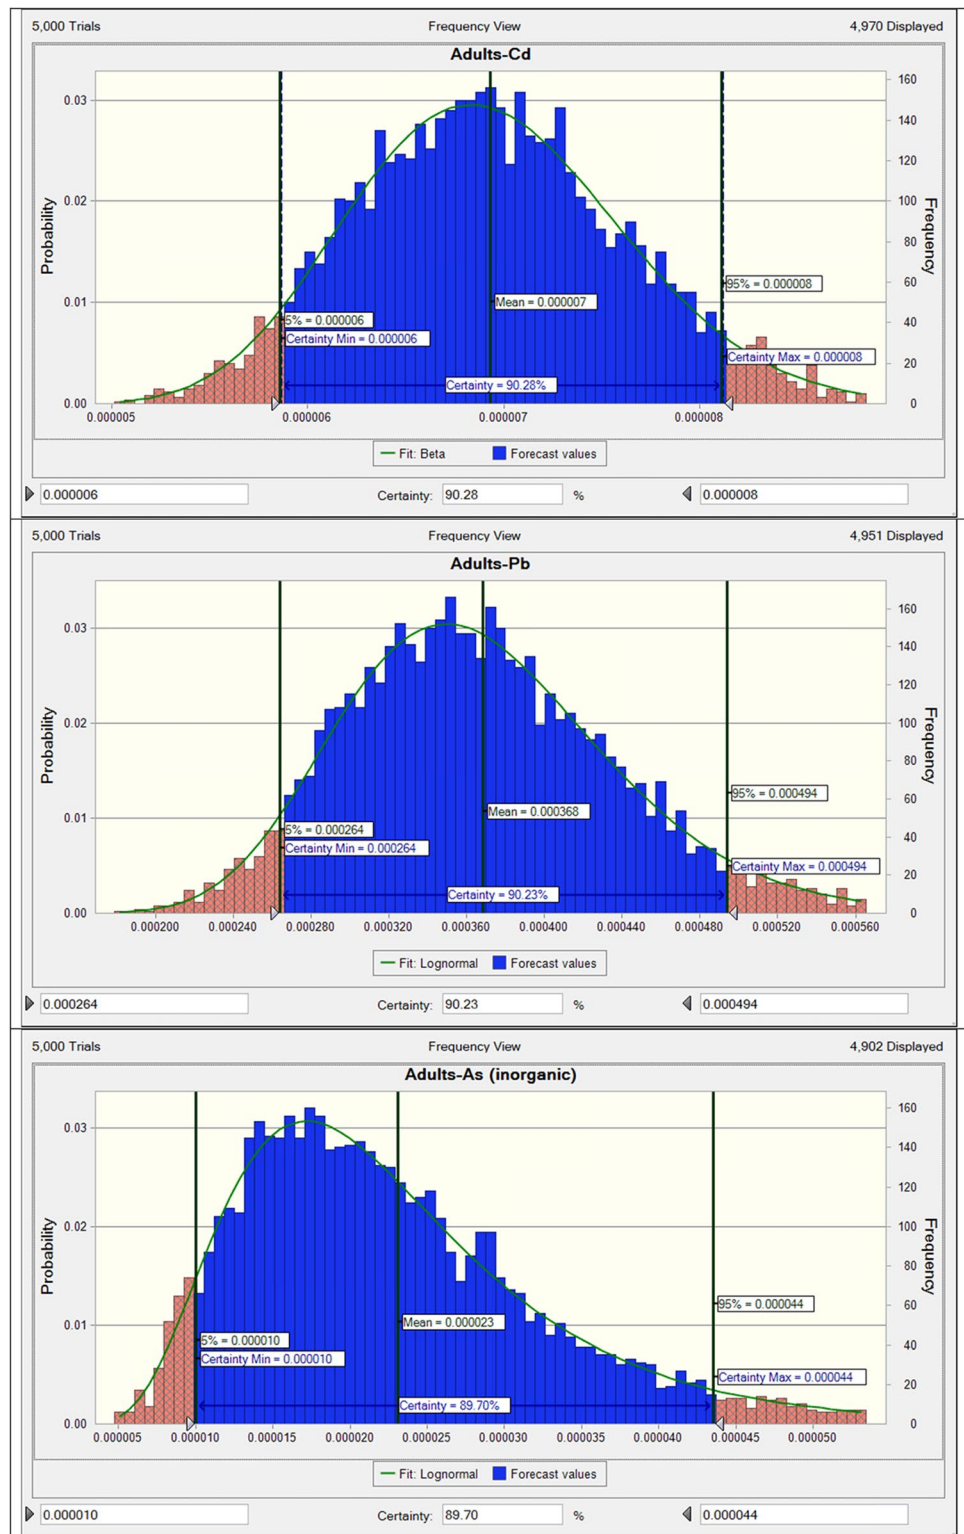 5,000 Trials Frequency View 4,970 Displayed
Adults-Cd
Probability
Frequency
0.03
0.02
0.01
0.00
160
140
120
100
80
60
40
20
0
95% = 0.000008
Mean = 0.000007
5% = 0.000006
Certainty Min = 0.000006
Certainty Max = 0.000008
Certainty = 90.28%
0.000005 0.000006 0.000007 0.000008
Fit: Beta Forecast values
0.000006 Certainty: 90.28 % 0.000008
5,000 Trials Frequency View 4,951 Displayed
Adults-Pb
Probability
Frequency
0.03
0.02
0.01
0.00
160
140
120
100
80
60
40
20
0
95% = 0.000494
Mean = 0.000368
5% = 0.000264
Certainty Min = 0.000264
Certainty Max = 0.000494
Certainty = 90.23%
0.000200 0.000240 0.000280 0.000320 0.000360 0.000400 0.000440 0.000480 0.000520 0.000560
Fit: Lognormal Forecast values
0.000264 Certainty: 90.23 % 0.000494
5,000 Trials Frequency View 4,902 Displayed
Adults-As (inorganic)
Probability
Frequency
0.03
0.02
0.01
0.00
160
140
120
100
80
60
40
20
0
95% = 0.000044
Mean = 0.000023
5% = 0.000010
Certainty Min = 0.000010
Certainty Max = 0.000044
Certainty = 89.70%
0.000005 0.000010 0.000015 0.000020 0.000025 0.000030 0.000035 0.000040 0.000045 0.000050
Fit: Lognormal Forecast values
0.000010 Certainty: 89.70 % 0.000044